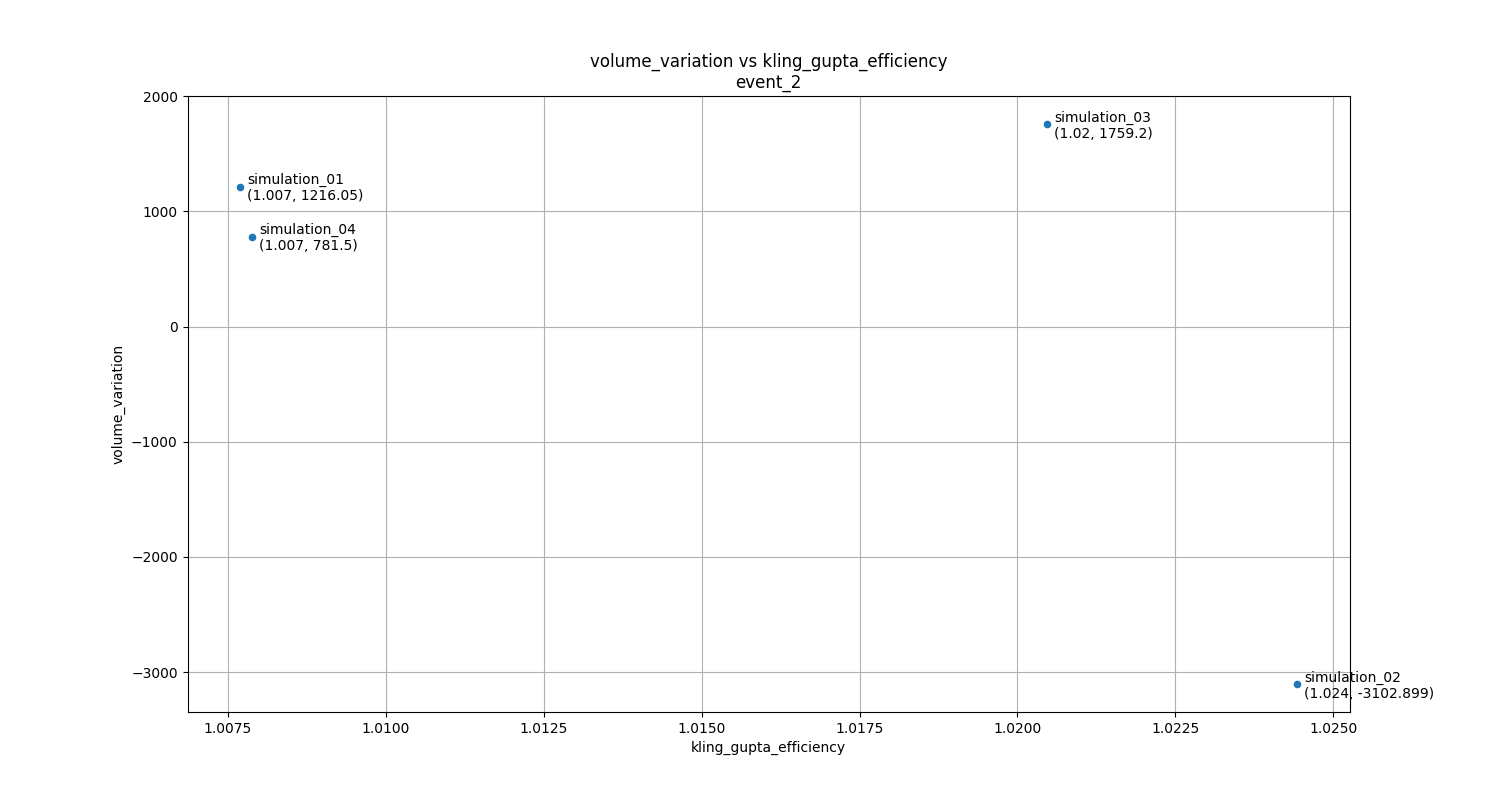 volume_variation vs kling_gupta_efficiency
event_2
2000
1000
0
−1000
−2000
−3000
volume_variation
simulation_03
(1.02, 1759.2)
simulation_01
(1.007, 1216.05)
simulation_04
(1.007, 781.5)
simulation_02
(1.024, -3102.899)
1.0075 1.0100 1.0125 1.0150 1.0175 1.0200 1.0225 1.0250
kling_gupta_efficiency